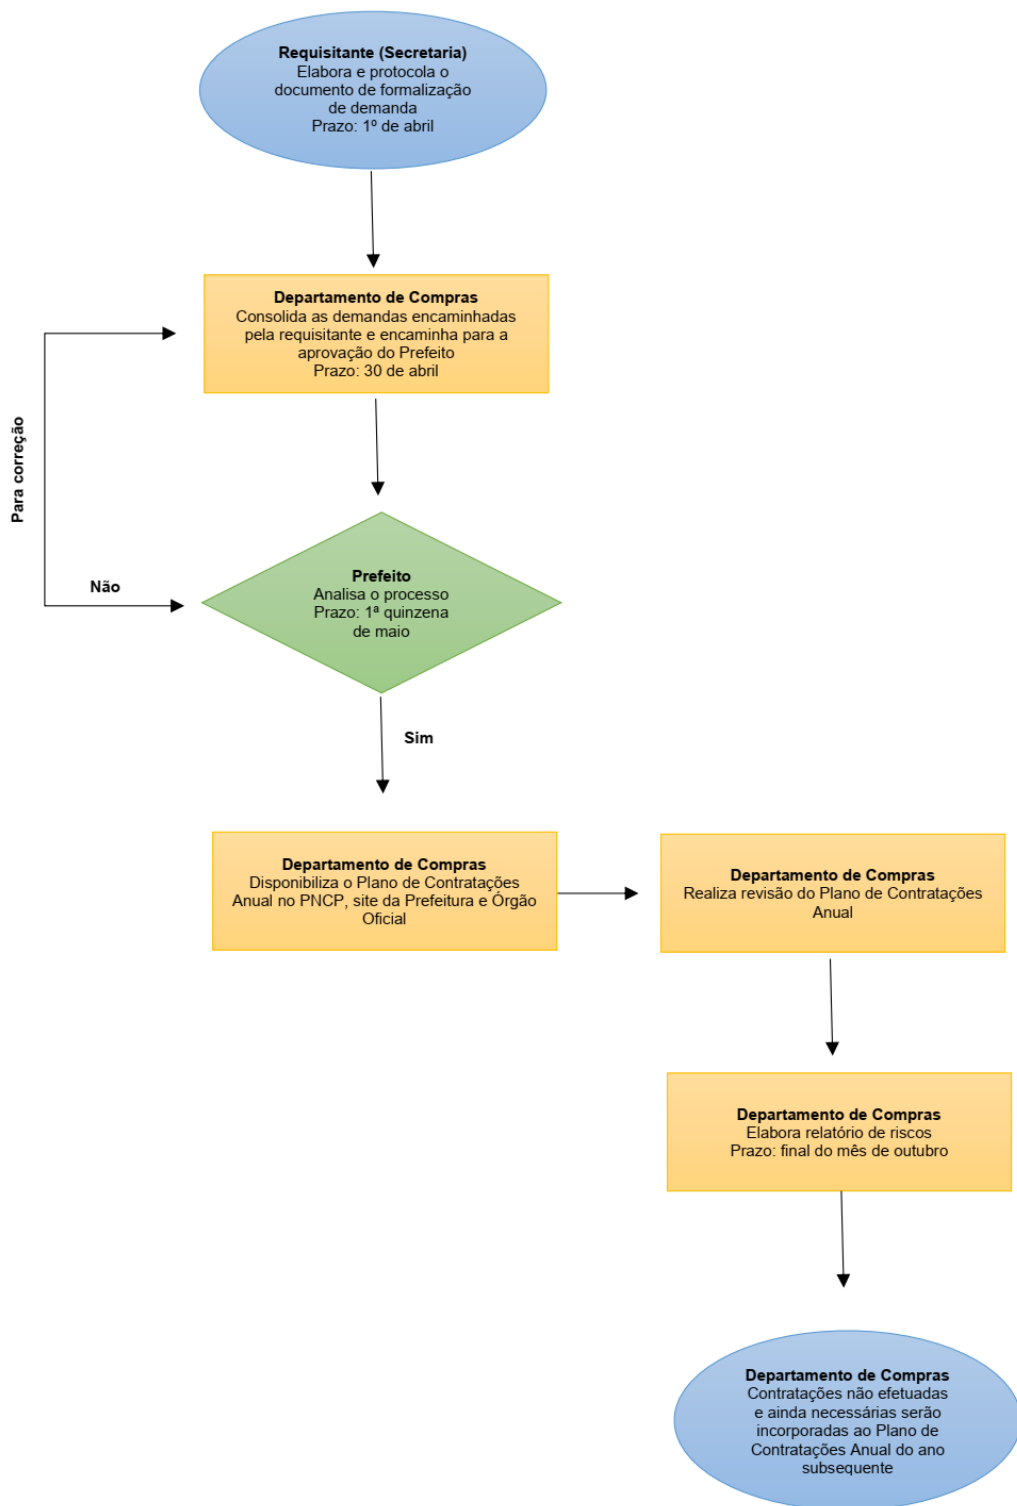 Requisitante (Secretaria)
Elabora e protocola o
documento de formalização
de demanda
Prazo: 1º de abril
Departamento de Compras
Consolida as demandas encaminhadas
pela requisitante e encaminha para a
aprovação do Prefeito
Prazo: 30 de abril
Para correção
Não
Prefeito
Analisa o processo
Prazo: 1ª quinzena
de maio
Sim
Departamento de Compras
Disponibiliza o Plano de Contratações
Anual no PNCP, site da Prefeitura e Órgão
Oficial
Departamento de Compras
Realiza revisão do Plano de Contratações
Anual
Departamento de Compras
Elabora relatório de riscos
Prazo: final do mês de outubro
Departamento de Compras
Contratações não efetuadas
e ainda necessárias serão
incorporadas ao Plano de
Contratações Anual do ano
subsequente